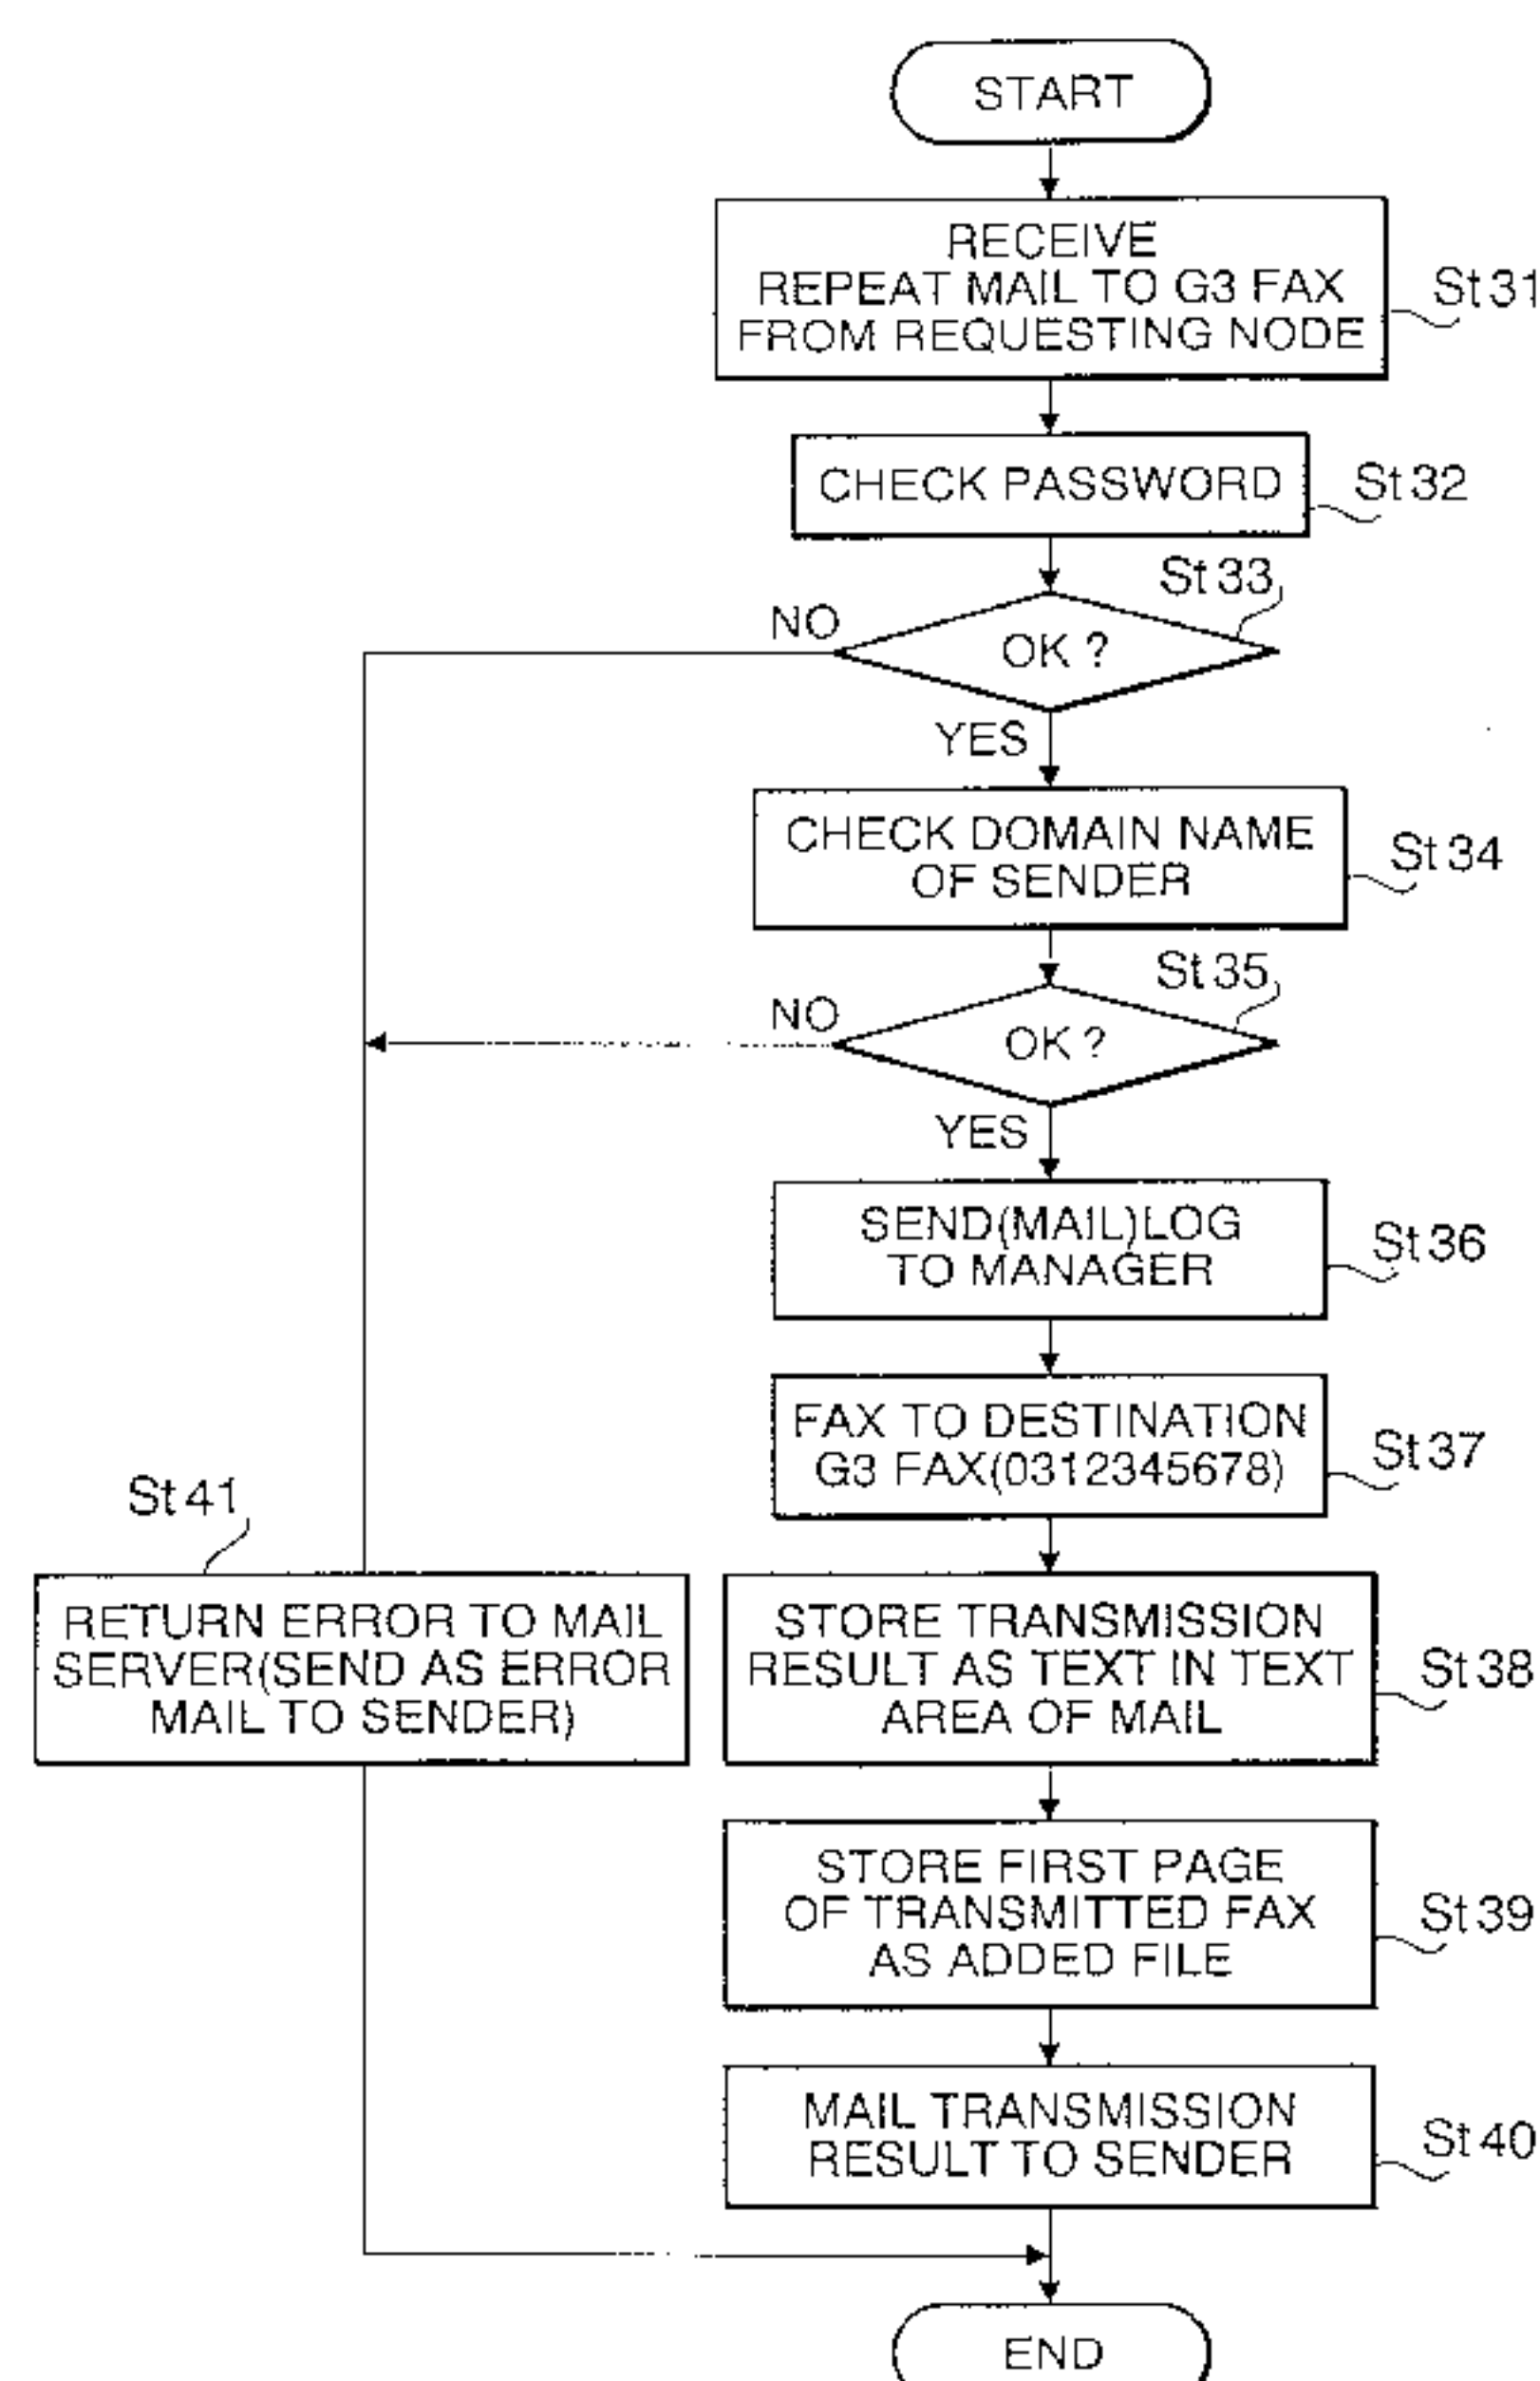 START
RECEIVE
REPEAT MAIL TO G3 FAX
FROM REQUESTING NODE
St31
CHECK PASSWORD
St32
St33
NO
OK ?
YES
CHECK DOMAIN NAME
OF SENDER
St34
St35
NO
OK ?
YES
SEND(MAIL)LOG
TO MANAGER
St36
FAX TO DESTINATION
G3 FAX(0312345678)
St37
St41
RETURN ERROR TO MAIL
SERVER(SEND AS ERROR
MAIL TO SENDER)
STORE TRANSMISSION
RESULT AS TEXT IN TEXT
AREA OF MAIL
St38
STORE FIRST PAGE
OF TRANSMITTED FAX
AS ADDED FILE
St39
MAIL TRANSMISSION
RESULT TO SENDER
St40
END